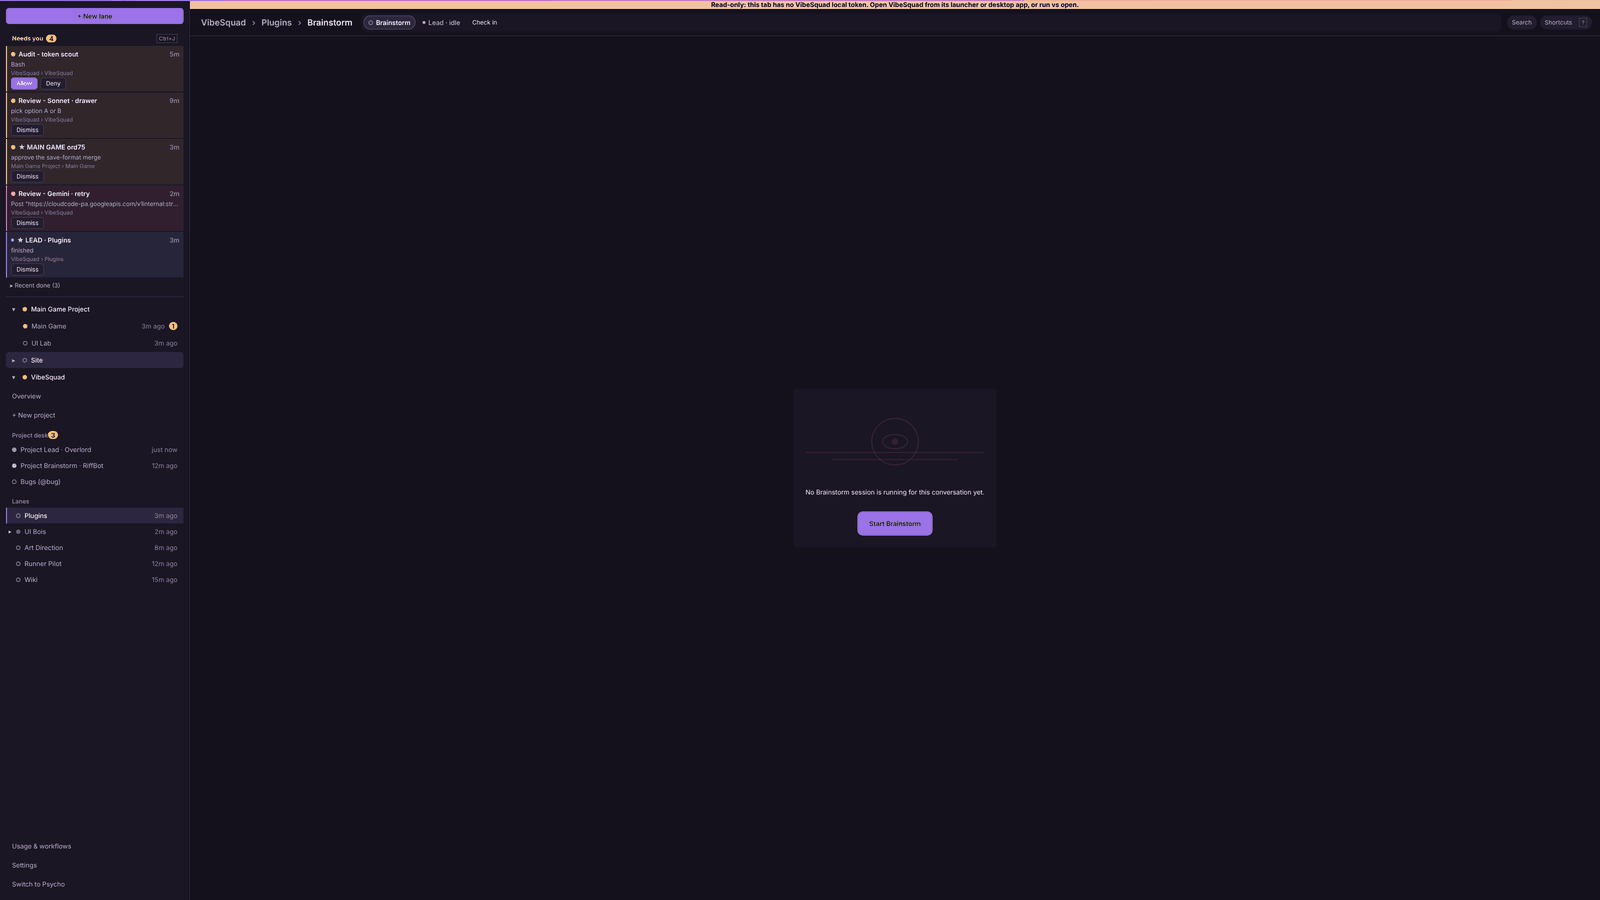 Read-only: this tab has no VibeSquad local token. Open VibeSquad from its launcher or desktop app, or run vs open.
+ New lane
VibeSquad › Plugins › Brainstorm
Brainstorm
Lead · idle
Check in
Search
Shortcuts ?
Needs you 4
Ctrl+J
Audit - token scout 5m
Bash
VibeSquad › VibeSquad
Allow Deny
Review - Sonnet · drawer 9m
pick option A or B
VibeSquad › VibeSquad
Dismiss
★ MAIN GAME ord75 3m
approve the save-format merge
Main Game Project › Main Game
Dismiss
Review - Gemini · retry 2m
Post "https://cloudcode-pa.googleapis.com/v1internal:str...
VibeSquad › VibeSquad
Dismiss
★ LEAD · Plugins 3m
finished
VibeSquad › Plugins
Dismiss
▸ Recent done (3)
▾ Main Game Project
Main Game 3m ago 1
UI Lab 3m ago
▸ Site
▾ VibeSquad
Overview
+ New project
Project desk 3
Project Lead · Overlord just now
Project Brainstorm · RiffBot 12m ago
Bugs (@bug)
Lanes
Plugins 3m ago
▸ UI Bois 2m ago
Art Direction 8m ago
Runner Pilot 12m ago
Wiki 15m ago
No Brainstorm session is running for this conversation yet.
Start Brainstorm
Usage & workflows
Settings
Switch to Psycho